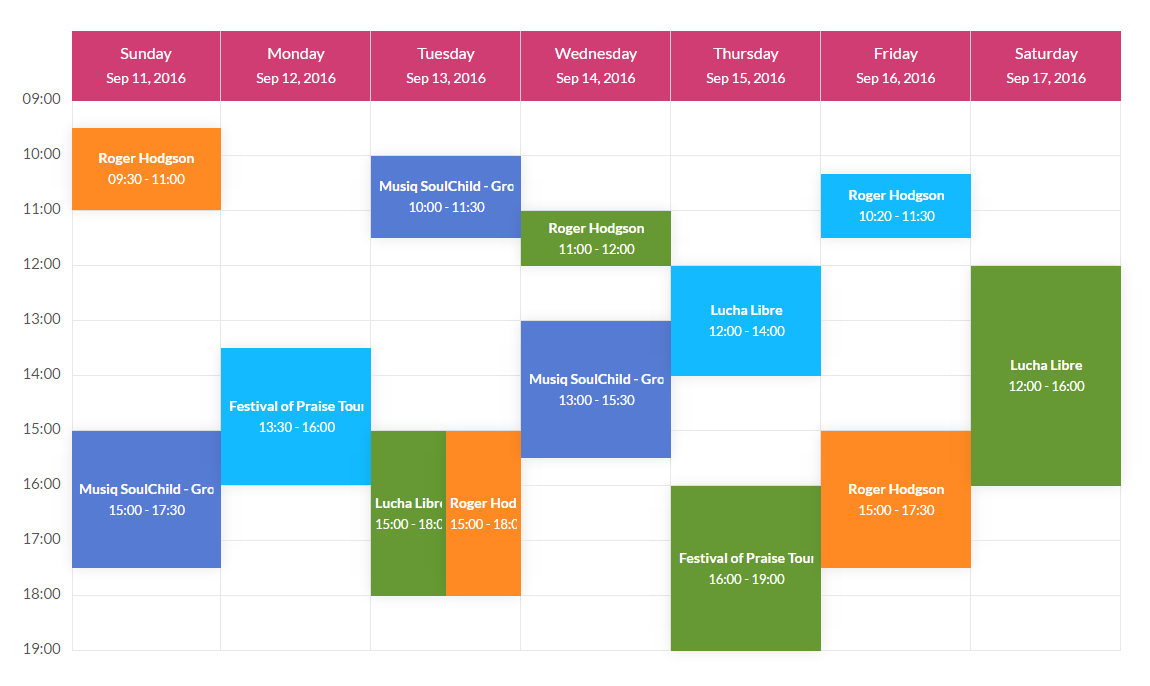 Sunday
Sep 11, 2016
Monday
Sep 12, 2016
Tuesday
Sep 13, 2016
Wednesday
Sep 14, 2016
Thursday
Sep 15, 2016
Friday
Sep 16, 2016
Saturday
Sep 17, 2016
09:00
10:00
11:00
12:00
13:00
14:00
15:00
16:00
17:00
18:00
19:00
Roger Hodgson
09:30 - 11:00
Musiq SoulChild - Gro
15:00 - 17:30
Festival of Praise Tour
13:30 - 16:00
Musiq SoulChild - Gro
10:00 - 11:30
Lucha Libre
15:00 - 18:0
Roger Hod
15:00 - 18:0
Roger Hodgson
11:00 - 12:00
Musiq SoulChild - Gro
13:00 - 15:30
Lucha Libre
12:00 - 14:00
Festival of Praise Tour
16:00 - 19:00
Roger Hodgson
10:20 - 11:30
Roger Hodgson
15:00 - 17:30
Lucha Libre
12:00 - 16:00